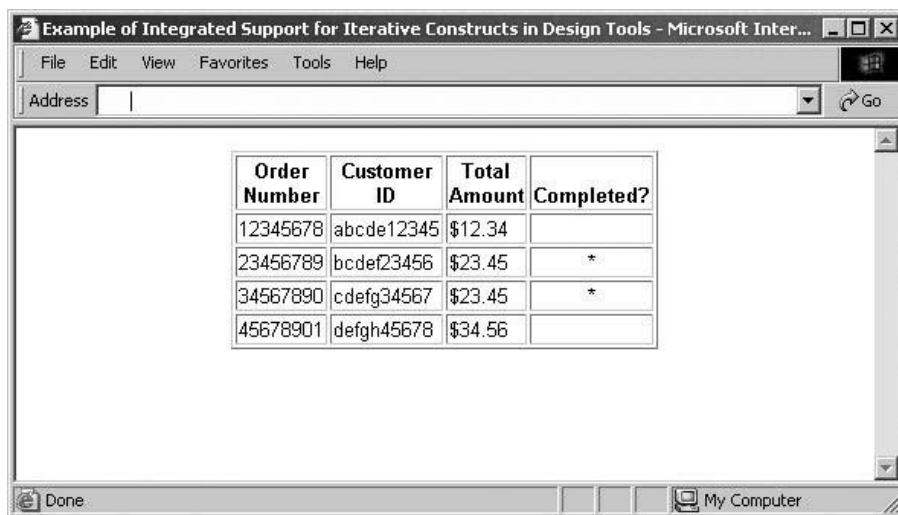 Example of Integrated Support for Iterative Constructs in Design Tools - Microsoft Inter...
File Edit View Favorites Tools Help
Address Go
Order Number Customer ID Total Amount Completed?
12345678 abcde12345 $12.34
23456789 bcdef23456 $23.45 *
34567890 cdefg34567 $23.45 *
45678901 defgh45678 $34.56
Done My Computer